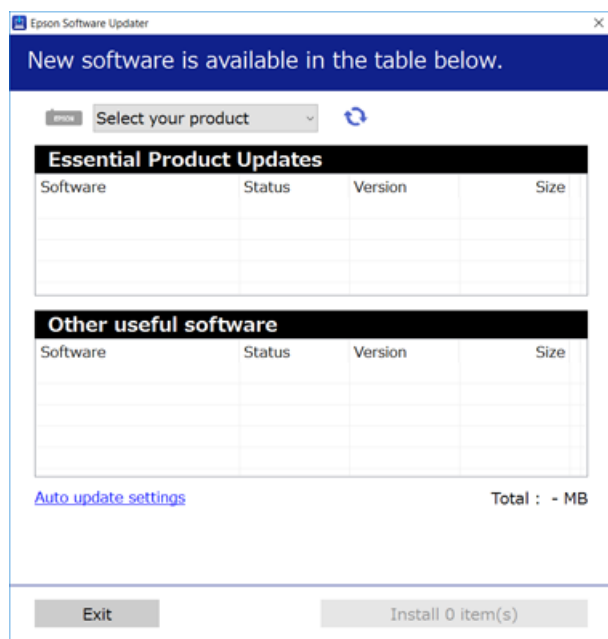 Epson Software Updater
New software is available in the table below.
EPSON Select your product
Essential Product Updates
Software Status Version Size
Other useful software
Software Status Version Size
Auto update settings Total : - MB
Exit Install 0 item(s)